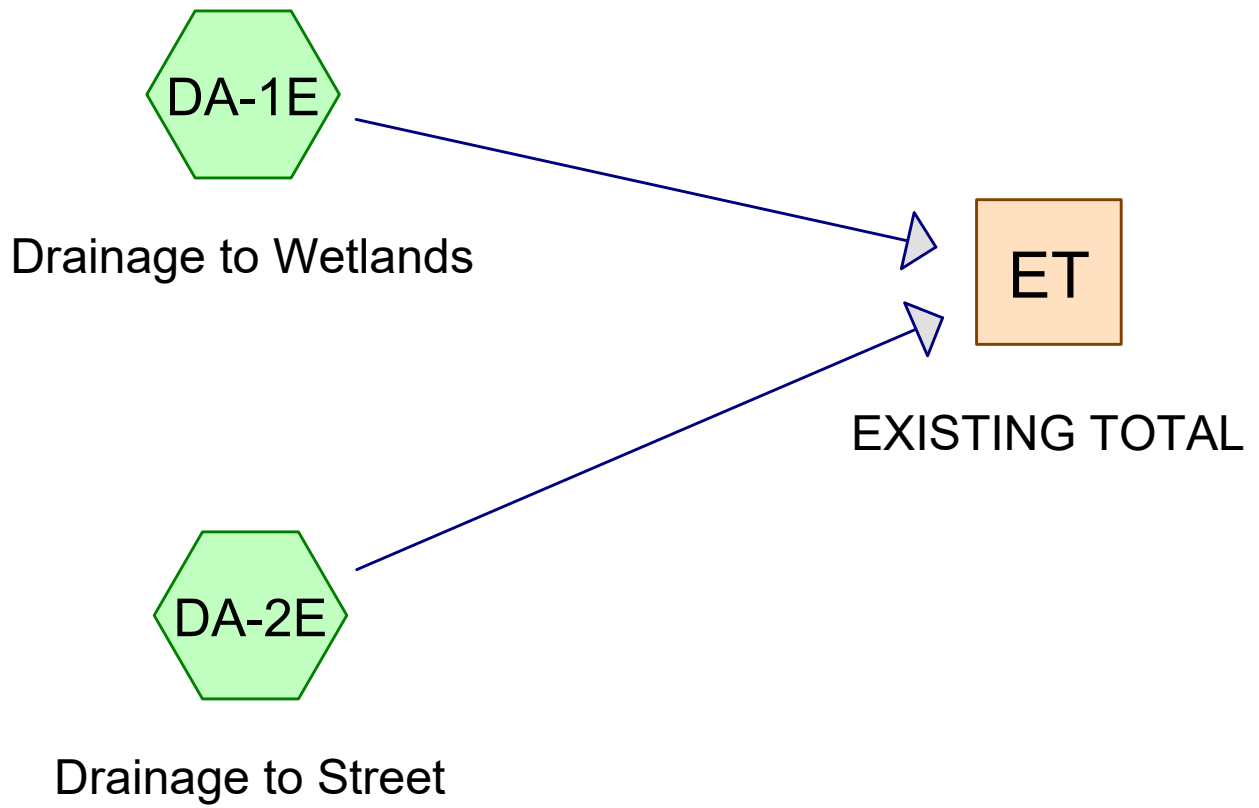 DA-1E
Drainage to Wetlands
ET
EXISTING TOTAL
DA-2E
Drainage to Street